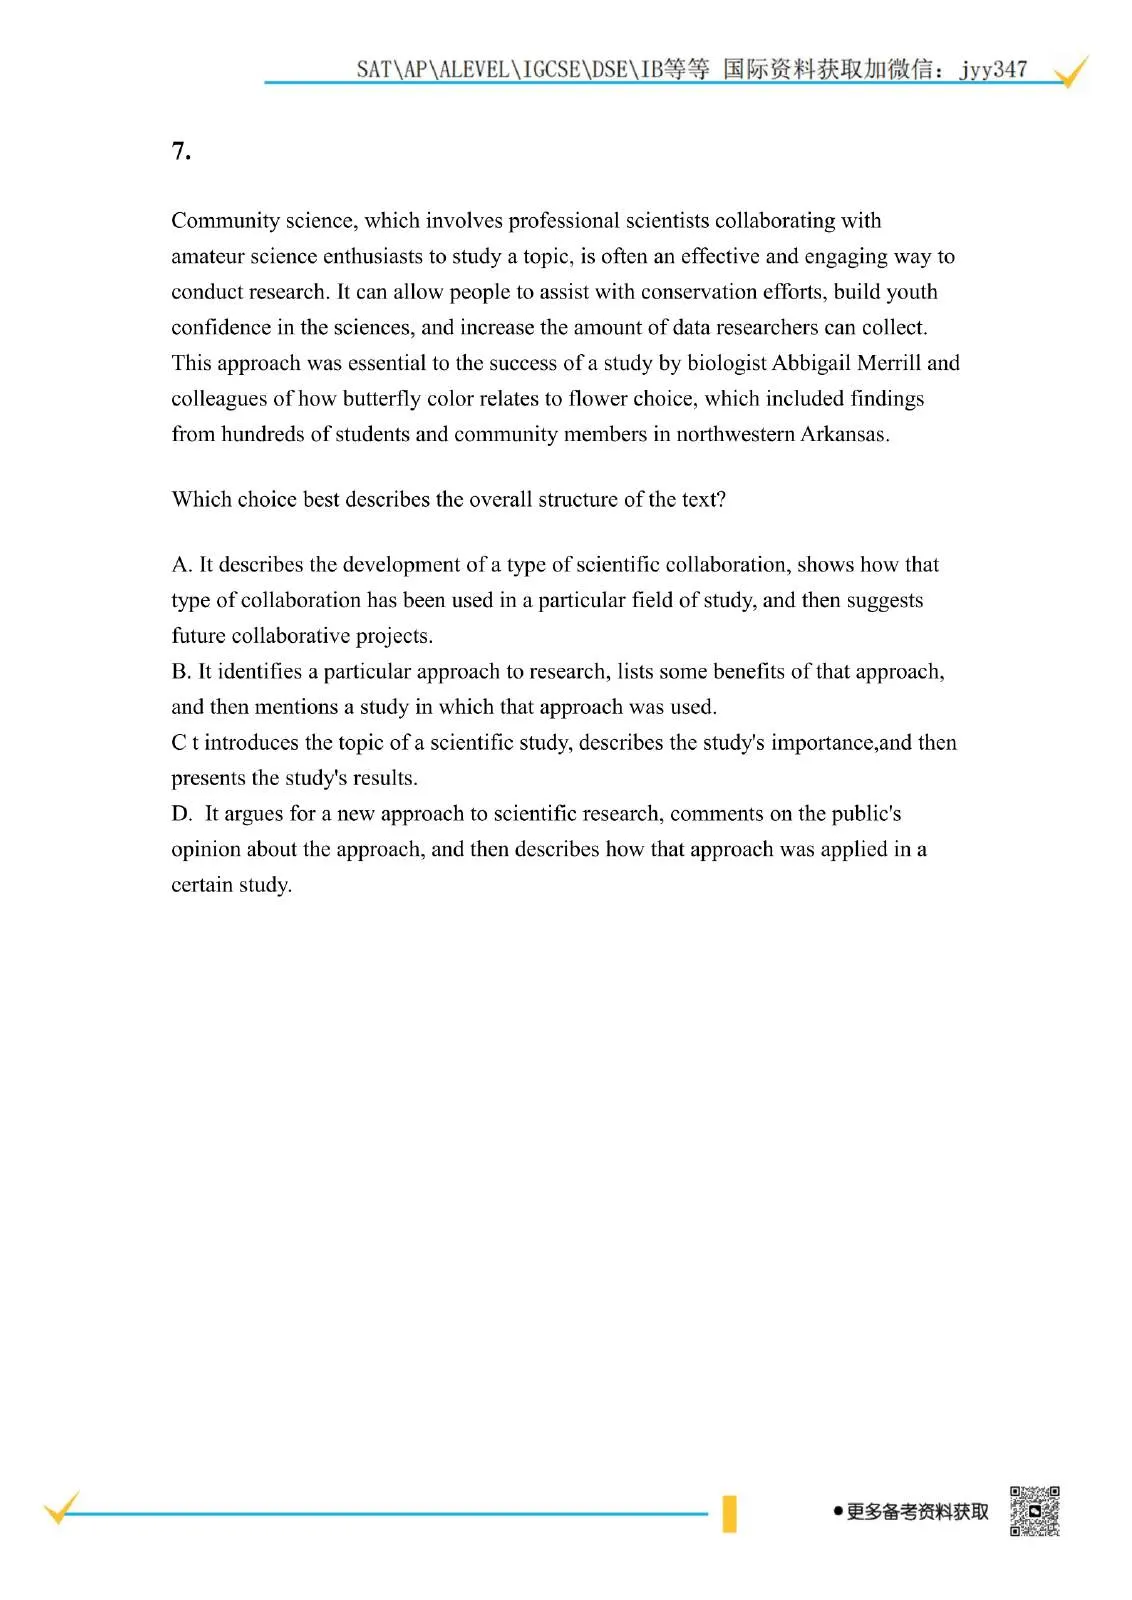 SAT\AP\ALEVEL\IGCSE\DSE\IB等等 国际资料获取加微信：jyy347
7.
Community science, which involves professional scientists collaborating with
amateur science enthusiasts to study a topic, is often an effective and engaging way to
conduct research. It can allow people to assist with conservation efforts, build youth
confidence in the sciences, and increase the amount of data researchers can collect.
This approach was essential to the success of a study by biologist Abbigail Merrill and
colleagues of how butterfly color relates to flower choice, which included findings
from hundreds of students and community members in northwestern Arkansas.
Which choice best describes the overall structure of the text?
A. It describes the development of a type of scientific collaboration, shows how that
type of collaboration has been used in a particular field of study, and then suggests
future collaborative projects.
B. It identifies a particular approach to research, lists some benefits of that approach,
and then mentions a study in which that approach was used.
C t introduces the topic of a scientific study, describes the study's importance,and then
presents the study's results.
D.  It argues for a new approach to scientific research, comments on the public's
opinion about the approach, and then describes how that approach was applied in a
certain study.
●更多备考资料获取